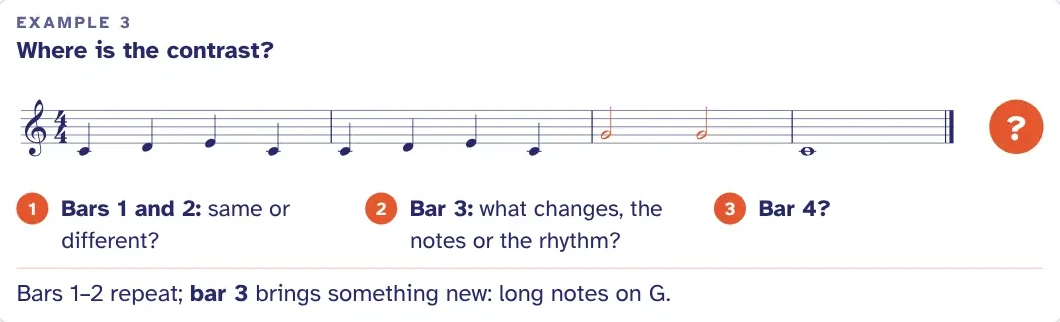 EXAMPLE 3
Where is the contrast?
4
4
?
1 Bars 1 and 2: same or
different?
2 Bar 3: what changes, the
notes or the rhythm?
3 Bar 4?
Bars 1–2 repeat; bar 3 brings something new: long notes on G.